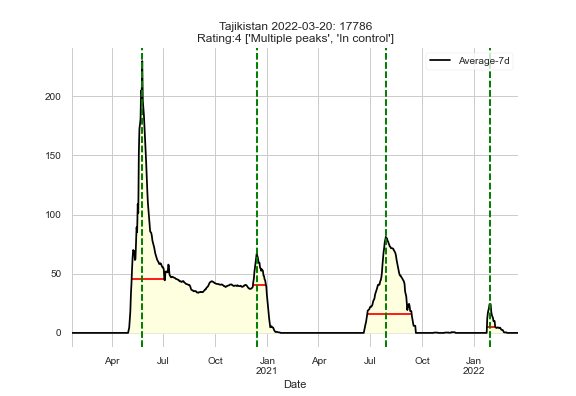 Tajikistan 2022-03-20: 17786
Rating:4 ['Multiple peaks', 'In control']
Average-7d
200
150
100
50
0
Apr Jul Oct Jan Apr Jul Oct Jan
2021 2022
Date